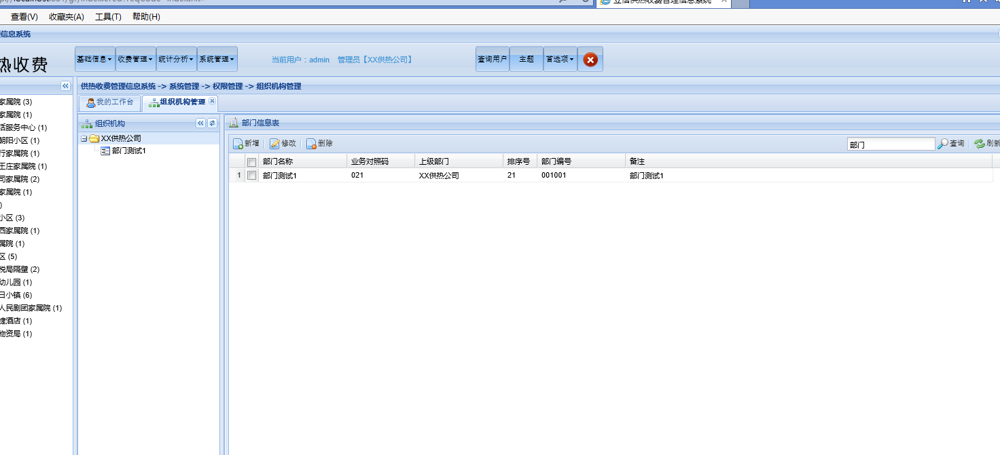 查看(V) 收藏夹(A) 工具(T) 帮助(H)
信息系统
热收费
基础信息 收费管理 统计分析 系统管理 当前用户：admin 管理员【XX供热公司】 查询用户 主题 首选项
供热收费管理信息系统 -> 系统管理 -> 权限管理 -> 组织机构管理
我的工作台 组织机构管理
家属院 (3)
家属院 (1)
活服务中心 (1)
朝阳小区 (1)
行家属院 (1)
王庄家属院 (1)
司家属院 (2)
家属院 (1)
)
小区 (3)
西家属院 (1)
属院 (1)
区 (5)
税局隔壁 (2)
幼儿园 (1)
日小镇 (6)
人民剧团家属院 (1)
捷酒店 (1)
物资局 (1)
组织机构
XX供热公司
部门测试1
部门信息表
新增 修改 删除 部门 查询 刷新
部门名称 业务对照码 上级部门 排序号 部门编号 备注
1 部门测试1 021 XX供热公司 21 001001 部门测试1